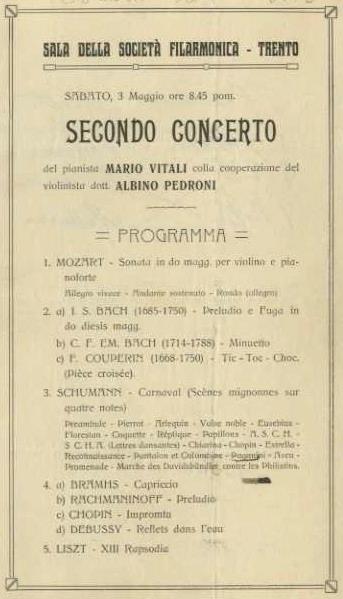 SALA DELLA SOCIETÀ FILARMONICA - TRENTO
SABATO, 3 Maggio ore 8.45 pom.
SECONDO CONCERTO
del pianista MARIO VITALI colla cooperazione del
violinista dott. ALBINO PEDRONI
= PROGRAMMA =
1. MOZART - Sonata in do magg. per violino e pia-
noforte
Allegro vivace - Andante sostenuto - Rondo (allegro)
2. a) I. S. BACH (1685-1750) - Preludio e Fuga in
do diesis magg.
b) C. F. EM. BACH (1714-1788) - Minuetto
c) F. COUPERIN (1668-1750) - Tic - Toc - Choc.
(Pièce croisée).
3. SCHUMANN - Carnaval (Scènes mignonnes sur
quatre notes)
Preambule - Pierrot - Arlequin - Valse noble - Eusebius -
Florestan - Coquette - Réplique - Papillons - A. S. C. H. -
S. C. H. A. (Lettres dansantes) - Chiarina - Chopin - Estrella -
Reconnaissance - Pantalon et Colombine - Paganini - Aveu -
Promenade - Marche des Davidsbündler contre les Philistins.
4. a) BRAMHS - Capriccio
b) RACHMANINOFF - Preludio
c) CHOPIN - Impromtu
d) DEBUSSY - Reflets dans l'eau
5. LISZT - XIII Rapsodia